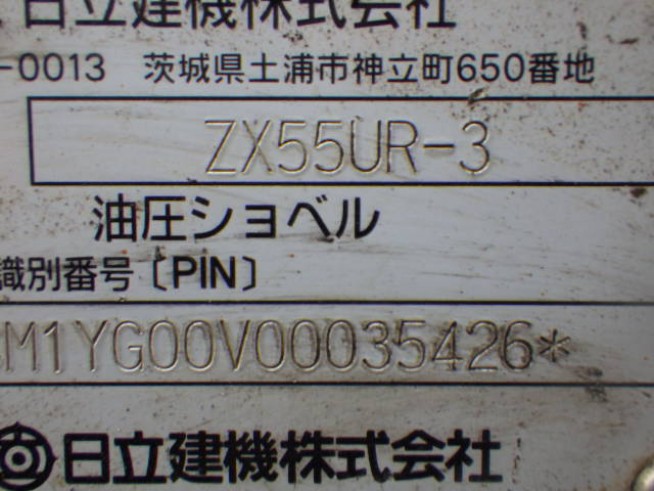 日立建機株式会社
-0013 茨城県土浦市神立町650番地
ZX55UR-3
油圧ショベル
識別番号〔PIN〕
M1YG00V00035426*
日立建機株式会社